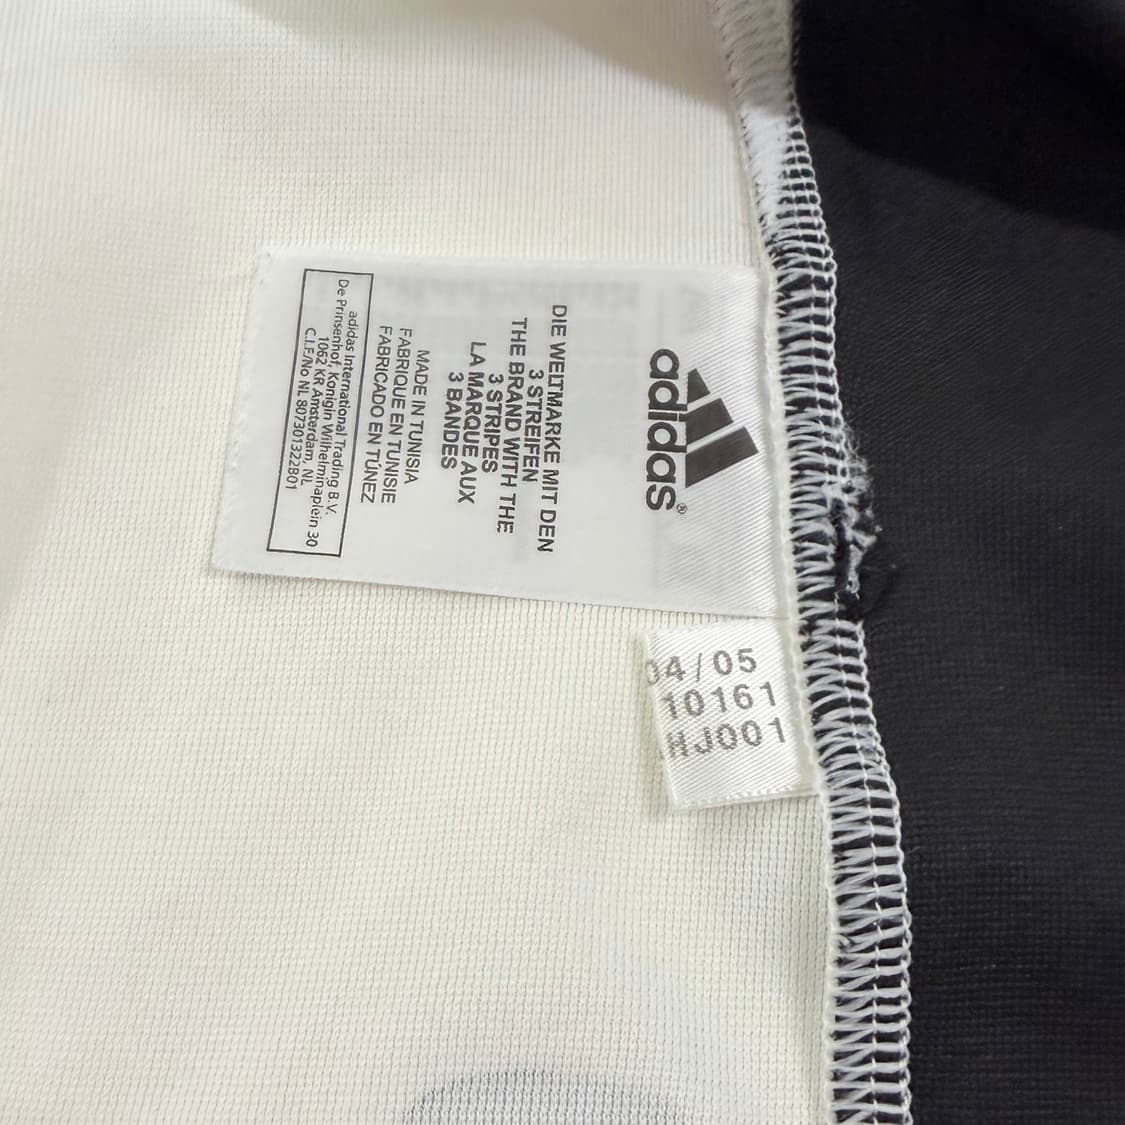 adidas®
DIE WELTMARKE MIT DEN
3 STREIFEN
THE BRAND WITH THE
3 STRIPES
LA MARQUE AUX
3 BANDES
MADE IN TUNISIA
FABRIQUE EN TUNISIE
FABRICADO EN TÚNEZ
adidas International Trading B.V.
De Prinsenhof, Konigin Wilhelminaplein 30
1062 KR Amsterdam, NL
C.I.F/No NL 807301322B01
04/05
10161
HJ001